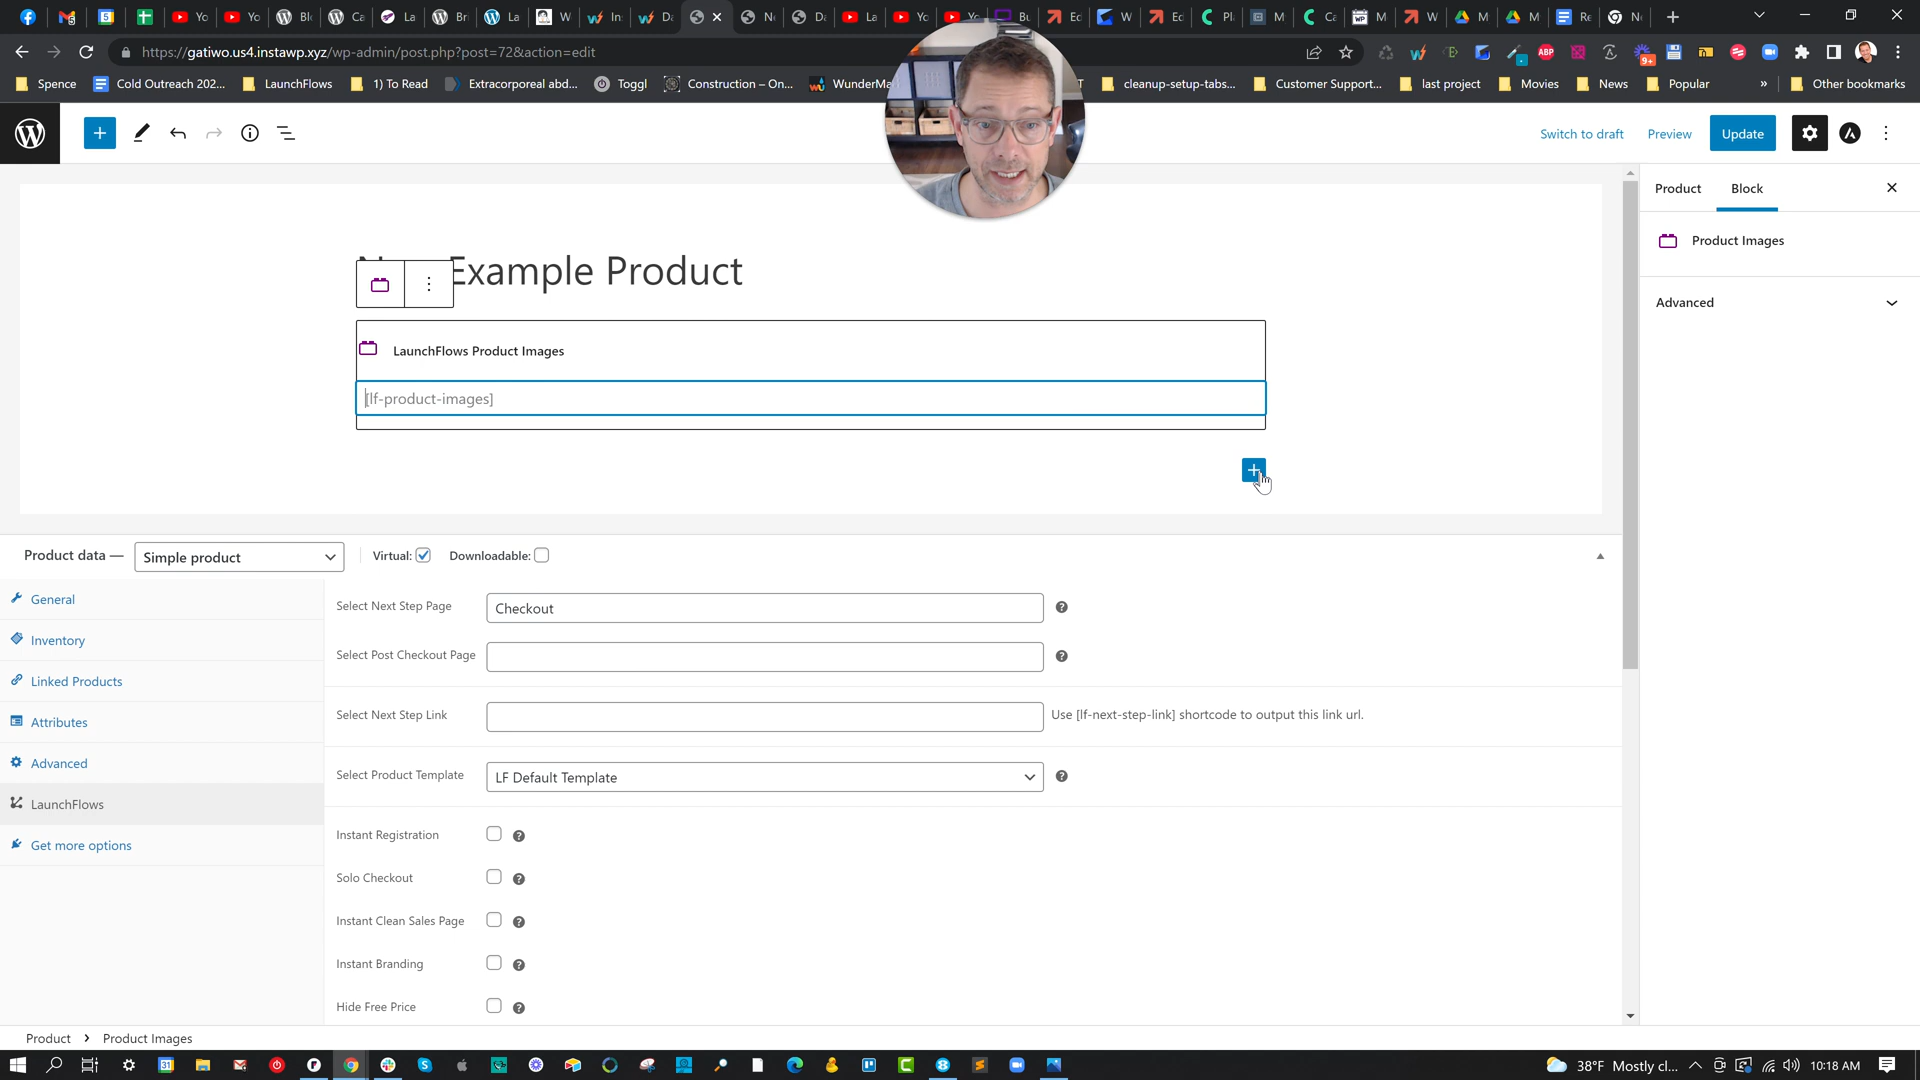 https://gatiwo.us4.instawp.xyz/wp-admin/post.php?post=72&action=edit
Spence
Cold Outreach 202...
LaunchFlows
1) To Read
Extracorporeal abd...
Toggl
Construction – On...
cleanup-setup-tabs...
Customer Support...
last project
Movies
News
Popular
»
Other bookmarks
Switch to draft
Preview
Update
Product
Block
Product Images
Advanced
Example Product
LaunchFlows Product Images
[lf-product-images]
Product data —
Simple product
Virtual:
Downloadable:
General
Inventory
Linked Products
Attributes
Advanced
LaunchFlows
Get more options
Select Next Step Page
Checkout
Select Post Checkout Page
Select Next Step Link
Use [lf-next-step-link] shortcode to output this link url.
Select Product Template
LF Default Template
Instant Registration
Solo Checkout
Instant Clean Sales Page
Instant Branding
Hide Free Price
Product › Product Images
38°F Mostly cl...
10:18 AM